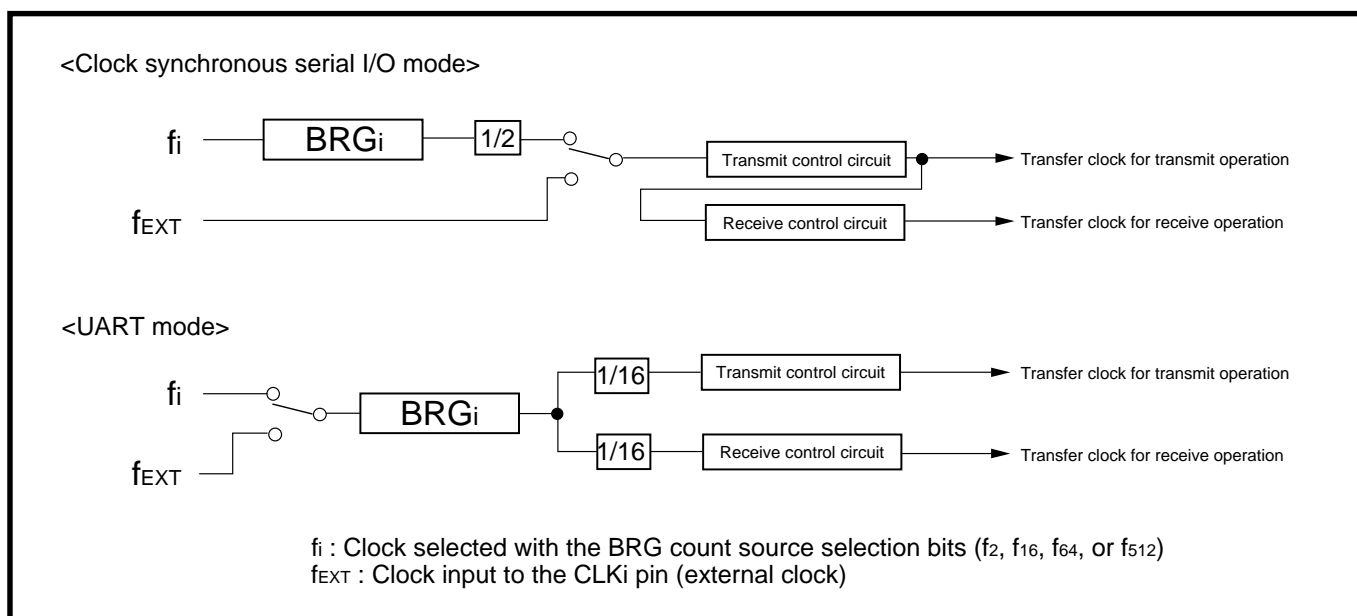 <Clock synchronous serial I/O mode>
fi
BRGi
1/2
Transmit control circuit
Transfer clock for transmit operation
fEXT
Receive control circuit
Transfer clock for receive operation
<UART mode>
fi
BRGi
1/16
Transmit control circuit
Transfer clock for transmit operation
fEXT
1/16
Receive control circuit
Transfer clock for receive operation
fi : Clock selected with the BRG count source selection bits (f2, f16, f64, or f512)
fEXT : Clock input to the CLKi pin (external clock)